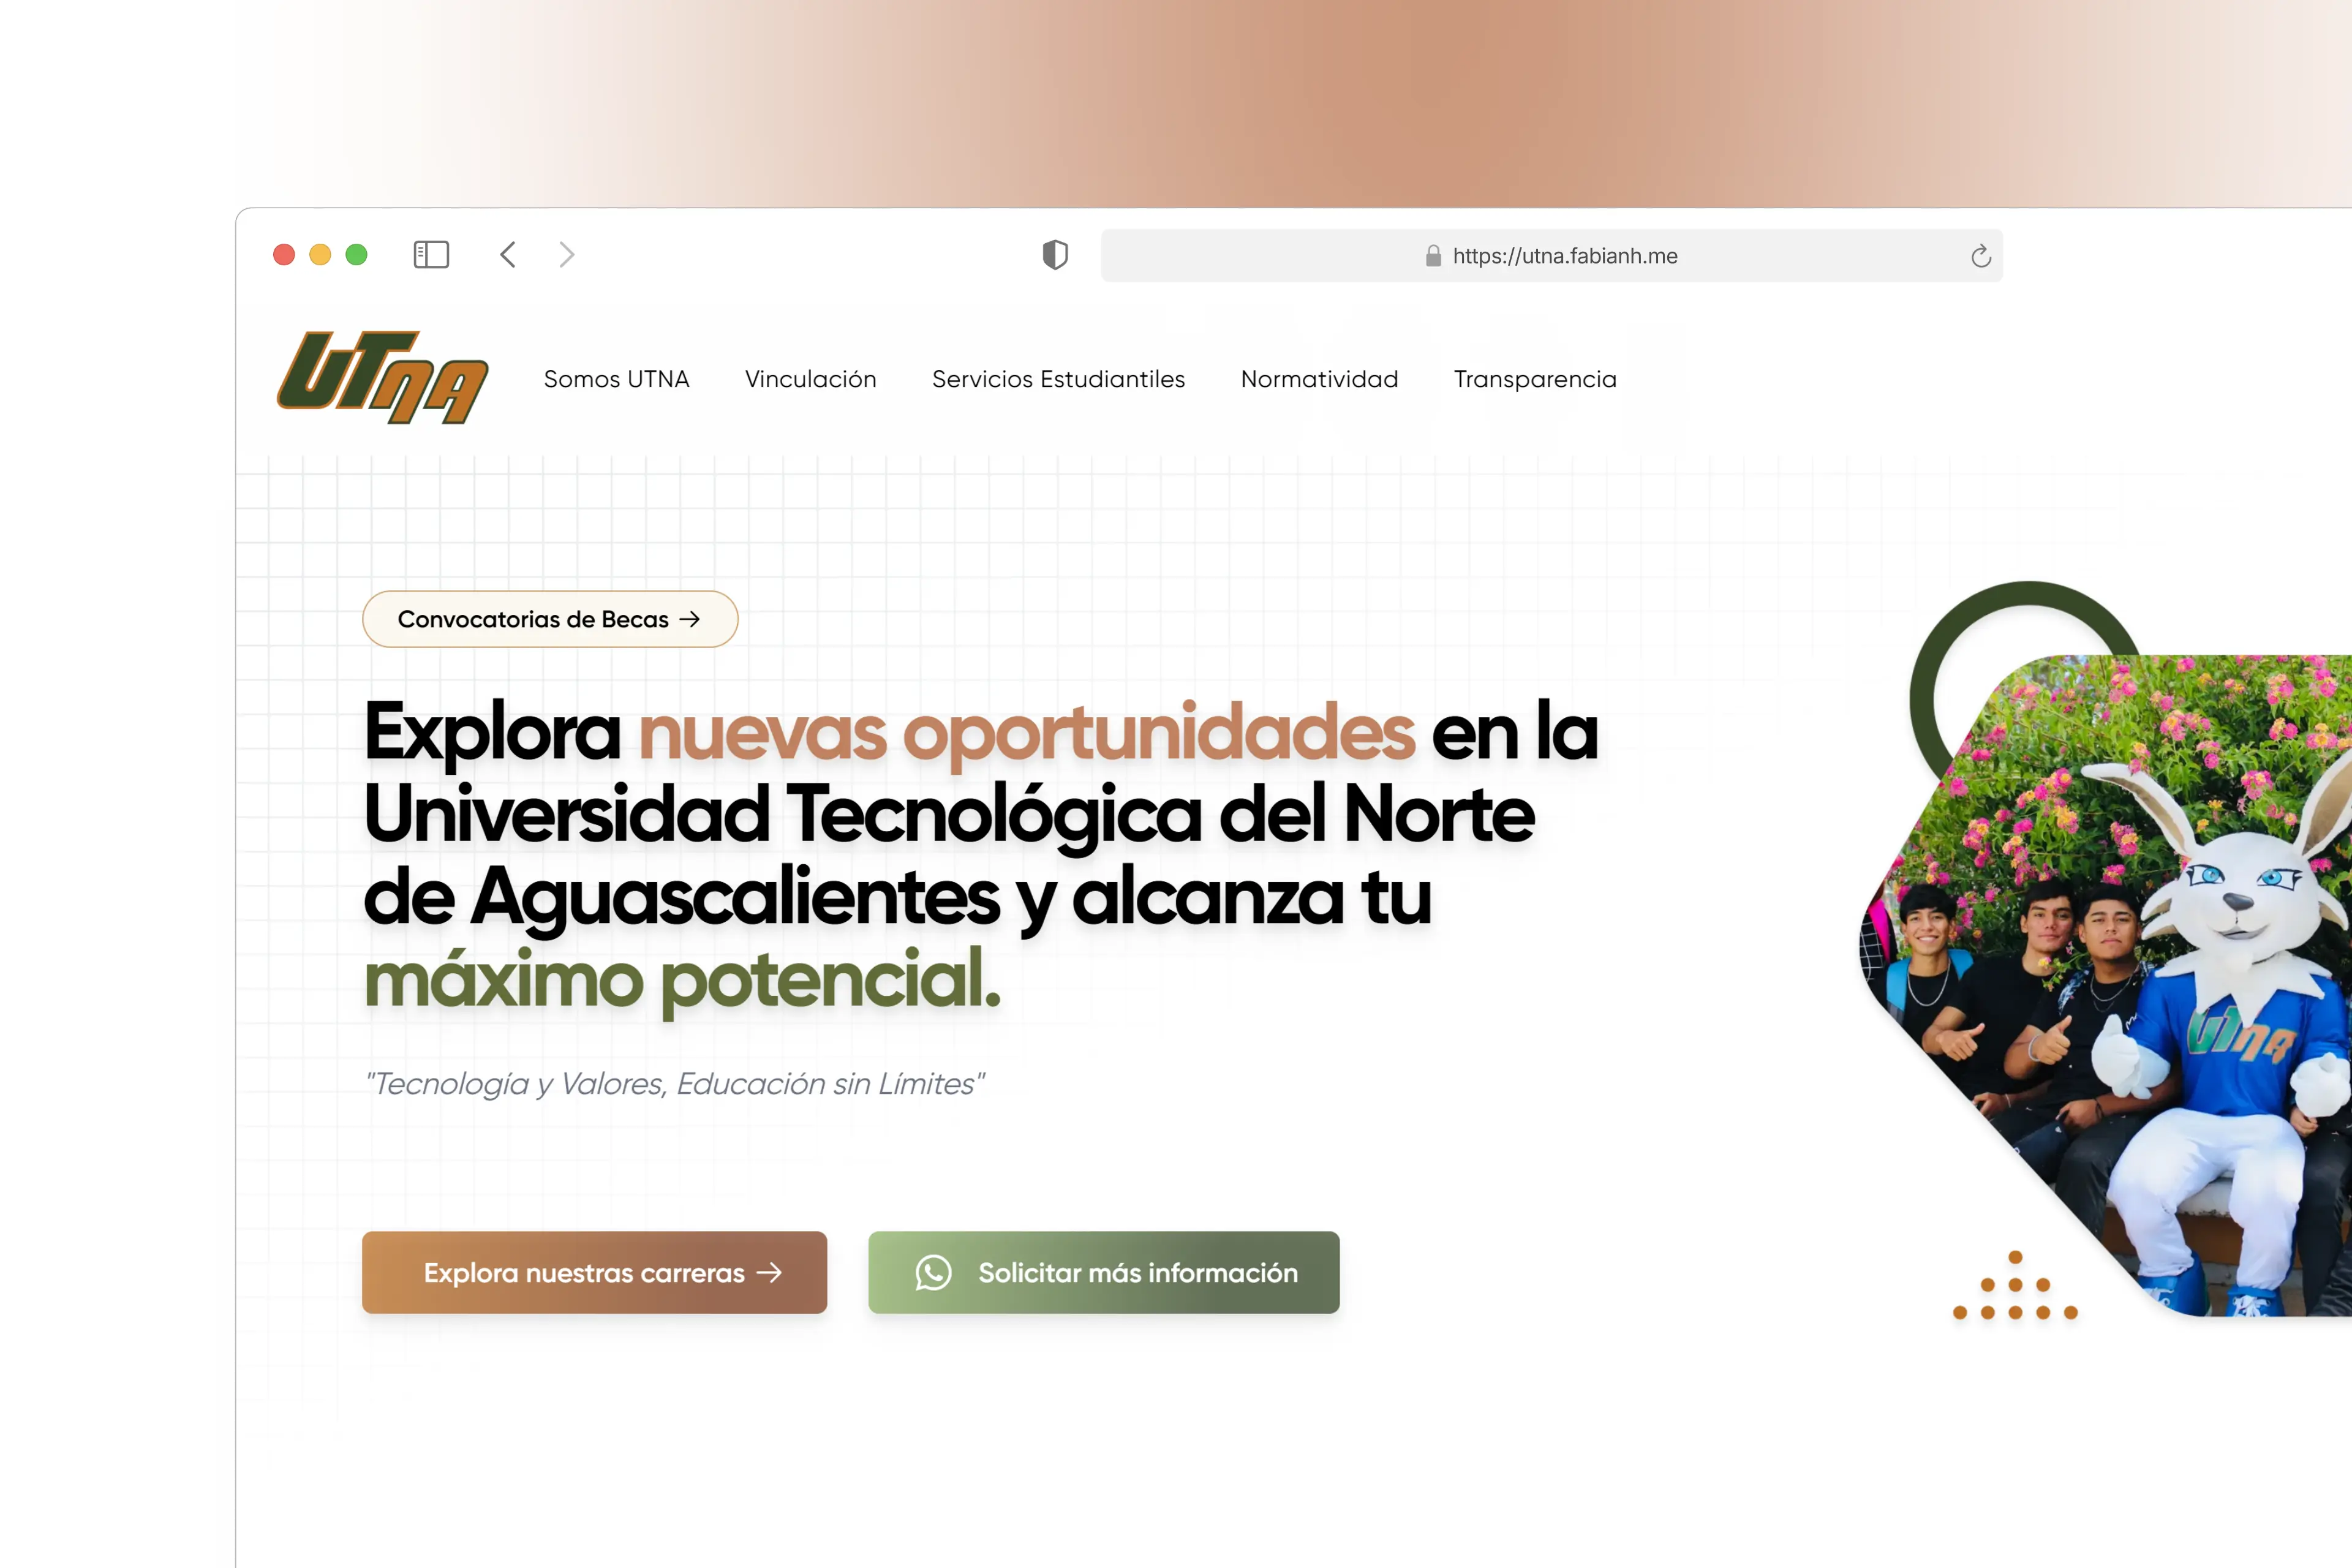 https://utna.fabianh.me
UTNA
Somos UTNA
Vinculación
Servicios Estudiantiles
Normatividad
Transparencia
Convocatorias de Becas →
Explora nuevas oportunidades en la
Universidad Tecnológica del Norte
de Aguascalientes y alcanza tu
máximo potencial.
"Tecnología y Valores, Educación sin Límites"
Explora nuestras carreras →
Solicitar más información
UTNA